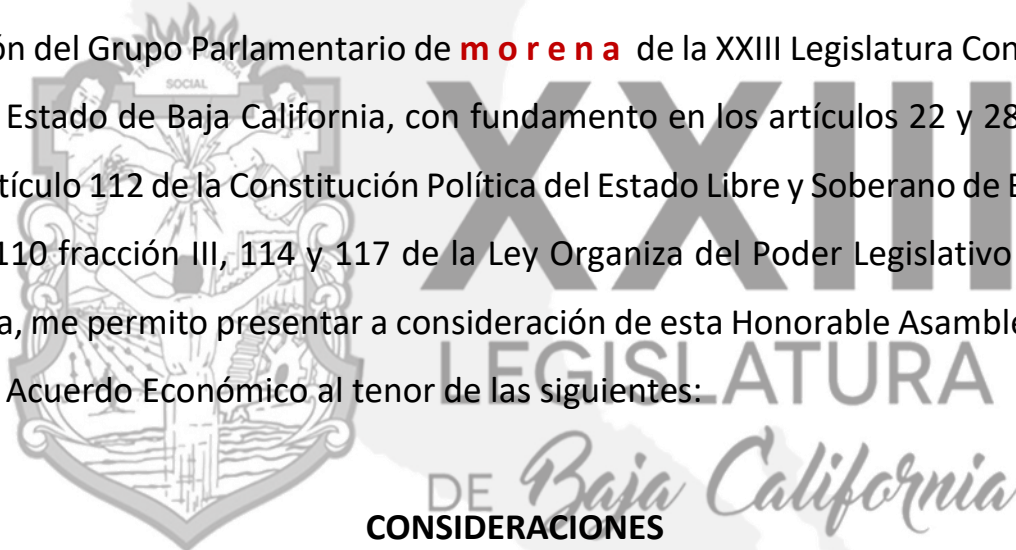 ón del Grupo Parlamentario de m o r e n a de la XXIII Legislatura Con
Estado de Baja California, con fundamento en los artículos 22 y 28
tículo 112 de la Constitución Política del Estado Libre y Soberano de B
110 fracción III, 114 y 117 de la Ley Organiza del Poder Legislativo
a, me permito presentar a consideración de esta Honorable Asamble
Acuerdo Económico al tenor de las siguientes:
CONSIDERACIONES
SOCIAL
XXIII
LEGISLATURA
DE Baja California